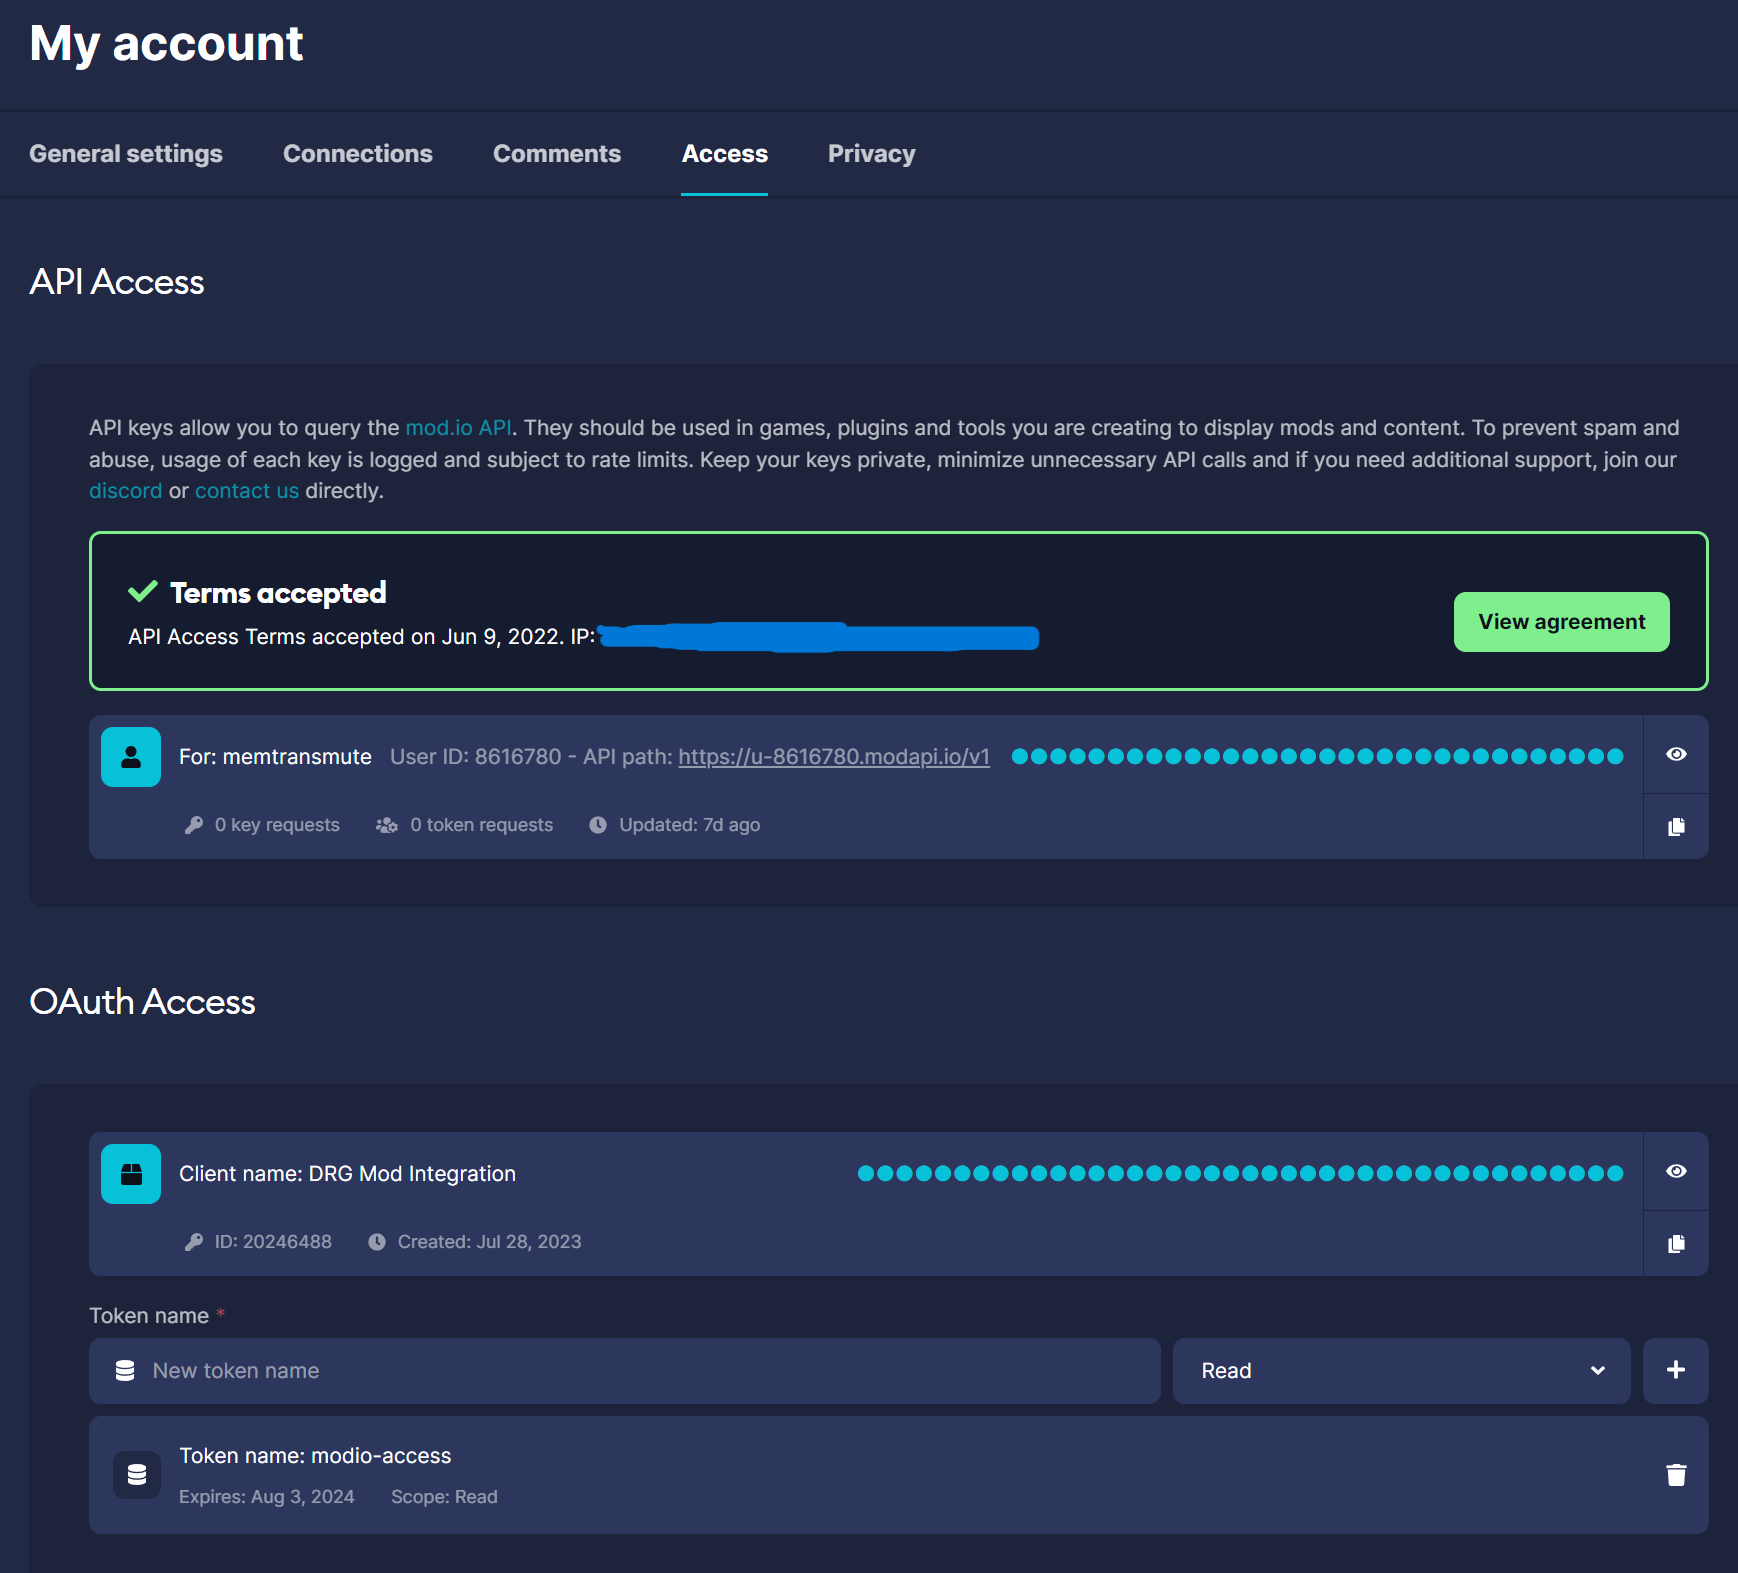 My account
General settings Connections Comments Access Privacy
API Access
API keys allow you to query the mod.io API. They should be used in games, plugins and tools you are creating to display mods and content. To prevent spam and
abuse, usage of each key is logged and subject to rate limits. Keep your keys private, minimize unnecessary API calls and if you need additional support, join our
discord or contact us directly.
Terms accepted
API Access Terms accepted on Jun 9, 2022. IP:
View agreement
For: memtransmute User ID: 8616780 - API path: https://u-8616780.modapi.io/v1
0 key requests 0 token requests Updated: 7d ago
OAuth Access
Client name: DRG Mod Integration
ID: 20246488 Created: Jul 28, 2023
Token name *
New token name Read
Token name: modio-access
Expires: Aug 3, 2024 Scope: Read